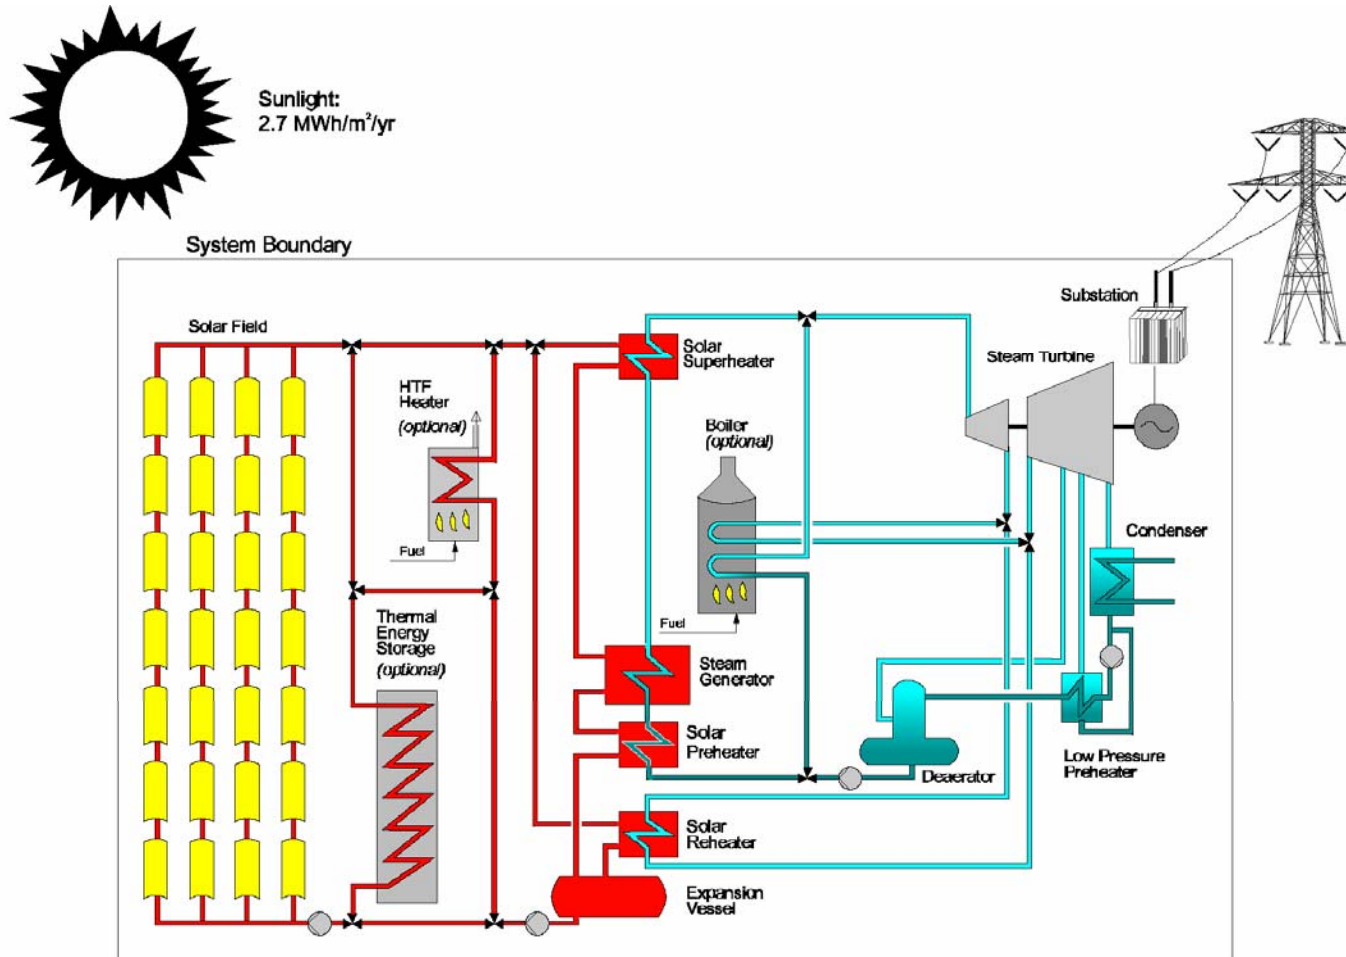 Sunlight:
2.7 MWh/m²/yr
System Boundary
Substation
Solar Field
Solar
Superheater
Steam Turbine
HTF
Heater
(optional)
Boiler
(optional)
Fuel
Condenser
Thermal
Energy
Storage
(optional)
Fuel
Steam
Generator
Solar
Preheater
Deaerator
Low Pressure
Preheater
Solar
Reheater
Expansion
Vessel